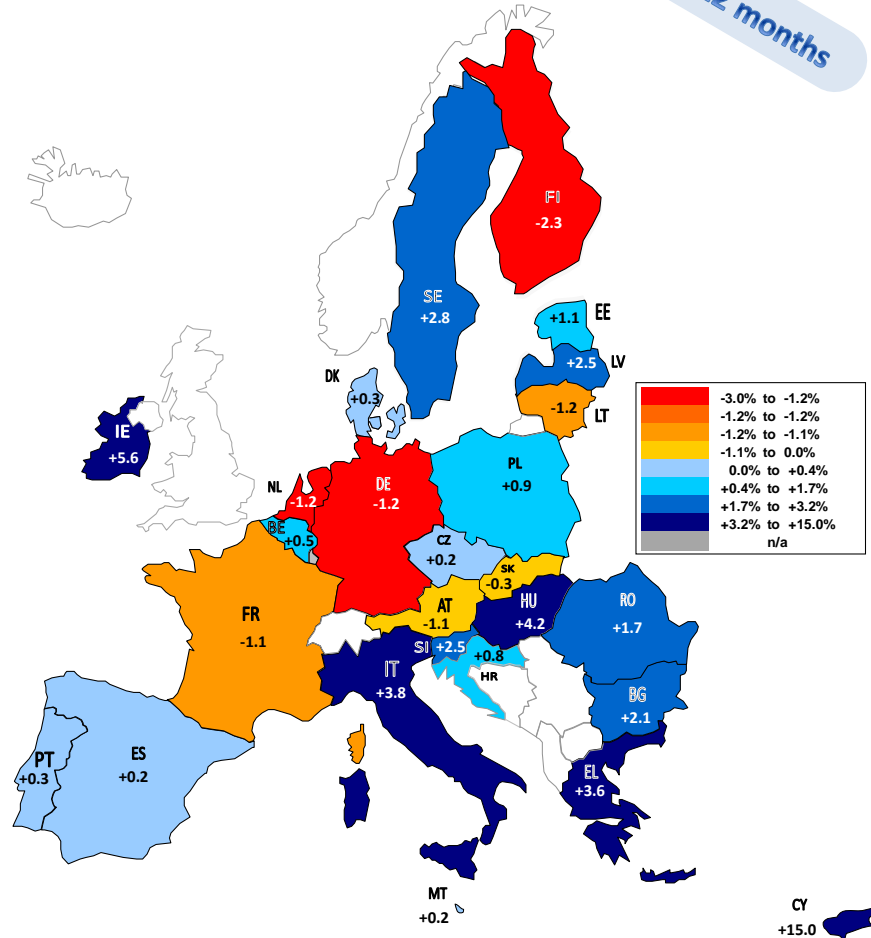 months
FI
-2.3
SE
+2.8
EE
+1.1
LV
+2.5
DK
+0.3
-1.2
LT
IE
+5.6
-3.0% to -1.2%
-1.2% to -1.2%
-1.2% to -1.1%
-1.1% to 0.0%
0.0% to +0.4%
+0.4% to +1.7%
+1.7% to +3.2%
+3.2% to +15.0%
n/a
PL
+0.9
NL
-1.2
DE
-1.2
BE
+0.5
CZ
+0.2
SK
-0.3
FR
-1.1
AT
-1.1
HU
+4.2
RO
+1.7
SI
+2.5
+0.8
HR
IT
+3.8
BG
+2.1
PT
+0.3
ES
+0.2
EL
+3.6
MT
+0.2
CY
+15.0